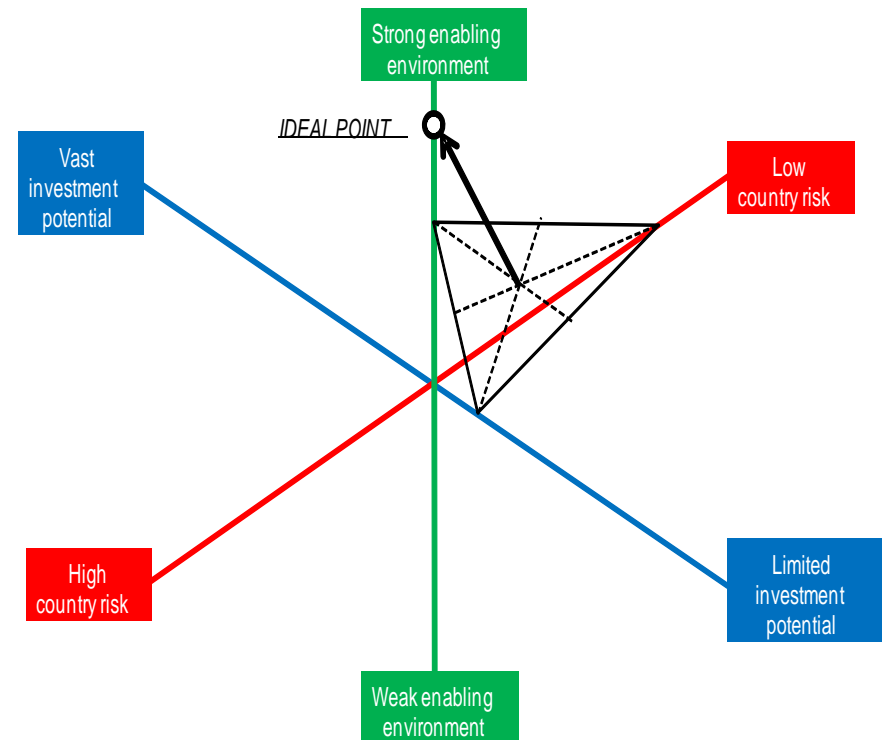 Strong enabling
environment
IDEAL POINT
Vast
investment
potential
Low
country risk
High
country risk
Limited
investment
potential
Weak enabling
environment